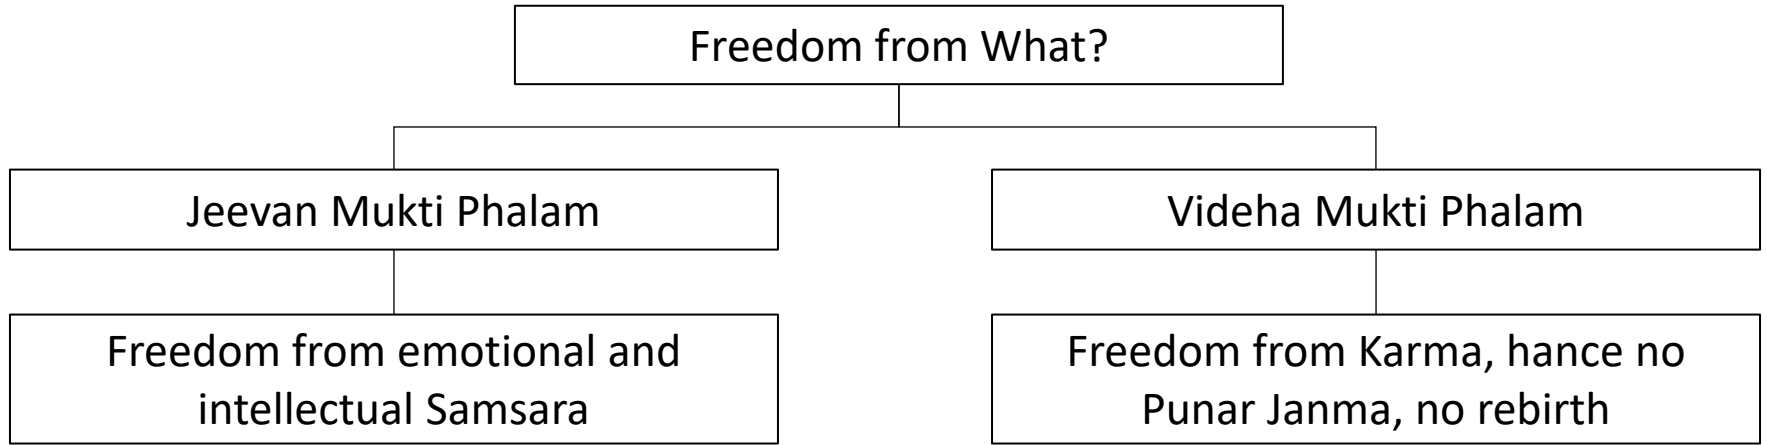 Freedom from What?
Jeevan Mukti Phalam
Videha Mukti Phalam
Freedom from emotional and
intellectual Samsara
Freedom from Karma, hance no
Punar Janma, no rebirth